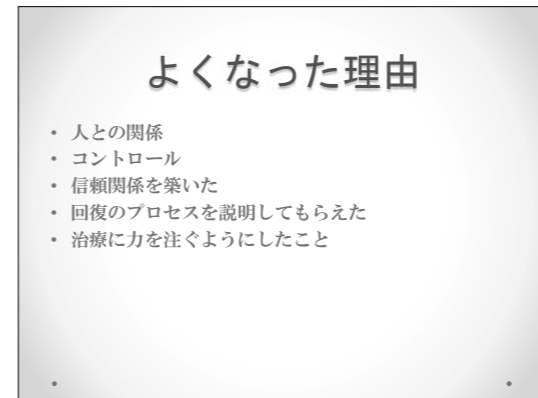 よくなった理由
• 人との関係
• コントロール
• 信頼関係を築いた
• 回復のプロセスを説明してもらえた
• 治療に力を注ぐようにしたこと